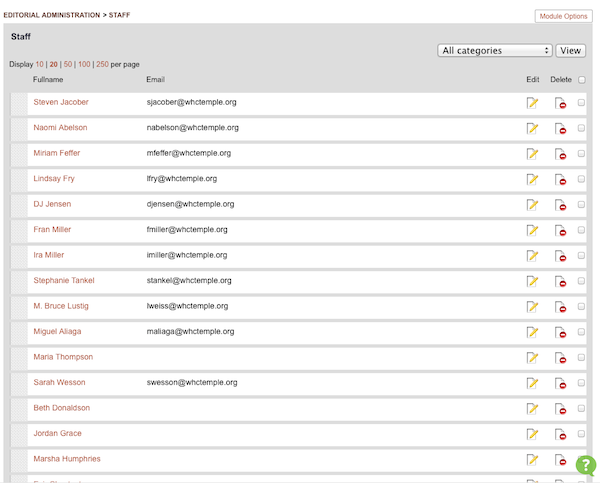 EDITORIAL ADMINISTRATION > STAFF
Module Options
Staff
All categories View
Display 10 | 20 | 50 | 100 | 250 per page
Fullname Email Edit Delete
Steven Jacober sjacober@whctemple.org
Naomi Abelson nabelson@whctemple.org
Miriam Feffer mfeffer@whctemple.org
Lindsay Fry lfry@whctemple.org
DJ Jensen djensen@whctemple.org
Fran Miller fmiller@whctemple.org
Ira Miller imiller@whctemple.org
Stephanie Tankel stankel@whctemple.org
M. Bruce Lustig lweiss@whctemple.org
Miguel Aliaga maliaga@whctemple.org
Maria Thompson
Sarah Wesson swesson@whctemple.org
Beth Donaldson
Jordan Grace
Marsha Humphries
?